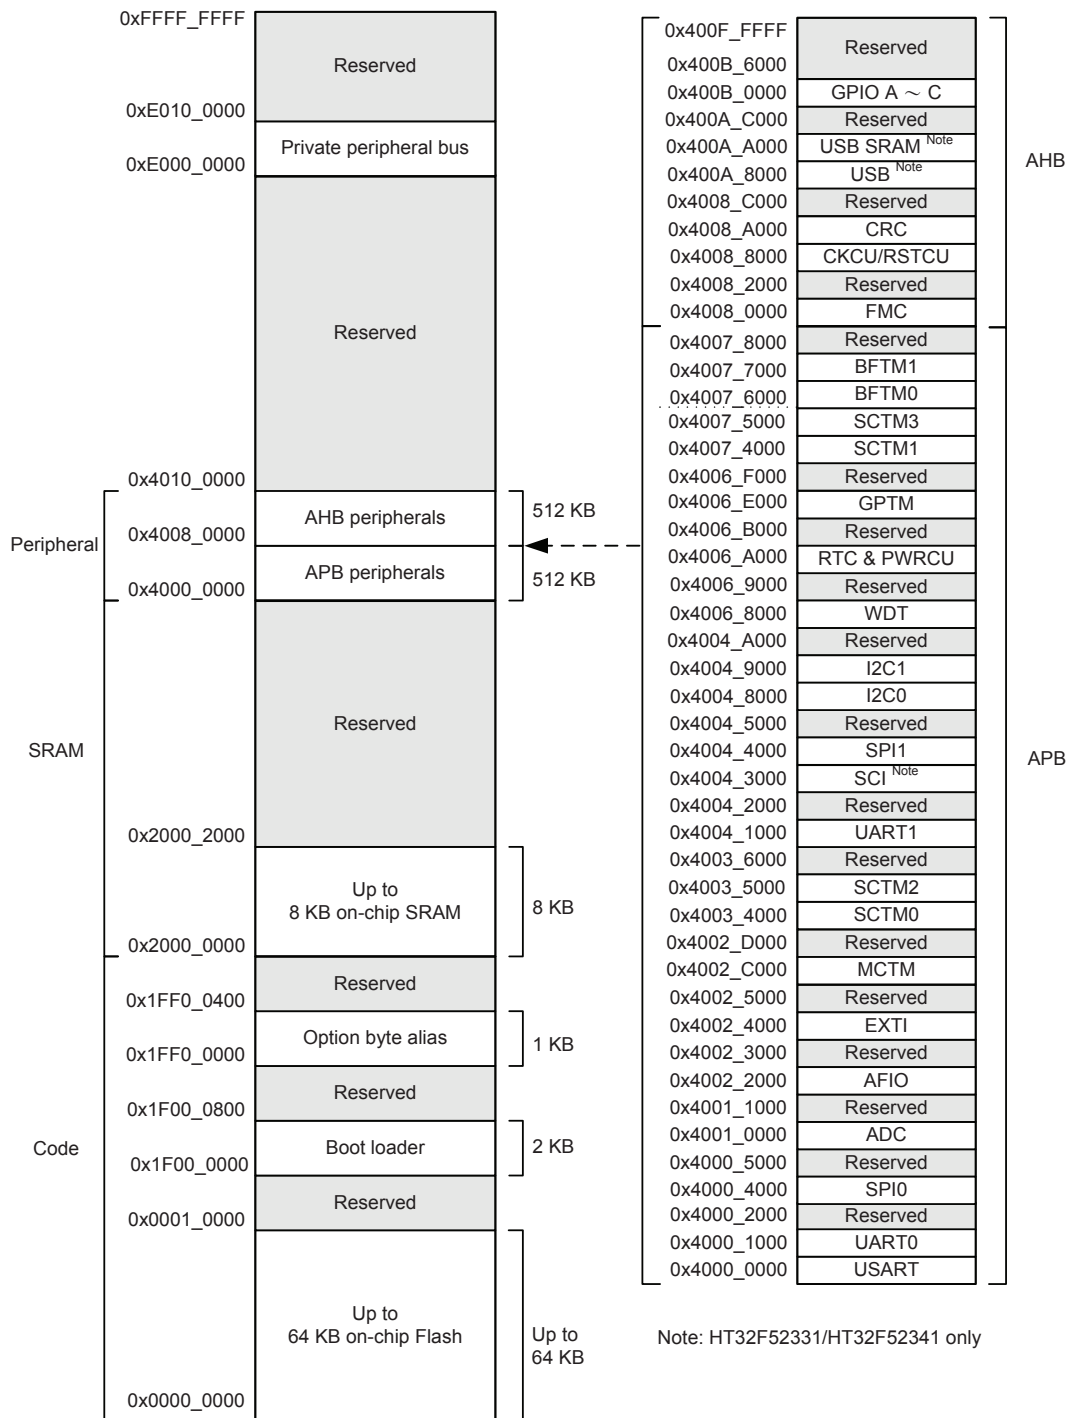 0xFFFF_FFFF
Reserved
0xE010_0000
Private peripheral bus
0xE000_0000
Reserved
0x4010_0000
AHB peripherals
512 KB
Peripheral
0x4008_0000
APB peripherals
512 KB
0x4000_0000
Reserved
SRAM
0x2000_2000
Up to
8 KB on-chip SRAM
8 KB
0x2000_0000
Reserved
0x1FF0_0400
Option byte alias
1 KB
0x1FF0_0000
Reserved
0x1F00_0800
Code
Boot loader
2 KB
0x1F00_0000
Reserved
0x0001_0000
Up to
64 KB on-chip Flash
Up to
64 KB
0x0000_0000
0x400F_FFFF
Reserved
0x400B_6000
0x400B_0000 GPIO A ~ C
0x400A_C000 Reserved
0x400A_A000 USB SRAM Note
AHB
0x400A_8000 USB Note
0x4008_C000 Reserved
0x4008_A000 CRC
0x4008_8000 CKCU/RSTCU
0x4008_2000 Reserved
0x4008_0000 FMC
0x4007_8000 Reserved
0x4007_7000 BFTM1
0x4007_6000 BFTM0
0x4007_5000 SCTM3
0x4007_4000 SCTM1
0x4006_F000 Reserved
0x4006_E000 GPTM
0x4006_B000 Reserved
0x4006_A000 RTC & PWRCU
0x4006_9000 Reserved
0x4006_8000 WDT
0x4004_A000 Reserved
0x4004_9000 I2C1
0x4004_8000 I2C0
0x4004_5000 Reserved
0x4004_4000 SPI1
APB
0x4004_3000 SCI Note
0x4004_2000 Reserved
0x4004_1000 UART1
0x4003_6000 Reserved
0x4003_5000 SCTM2
0x4003_4000 SCTM0
0x4002_D000 Reserved
0x4002_C000 MCTM
0x4002_5000 Reserved
0x4002_4000 EXTI
0x4002_3000 Reserved
0x4002_2000 AFIO
0x4001_1000 Reserved
0x4001_0000 ADC
0x4000_5000 Reserved
0x4000_4000 SPI0
0x4000_2000 Reserved
0x4000_1000 UART0
0x4000_0000 USART
Note: HT32F52331/HT32F52341 only